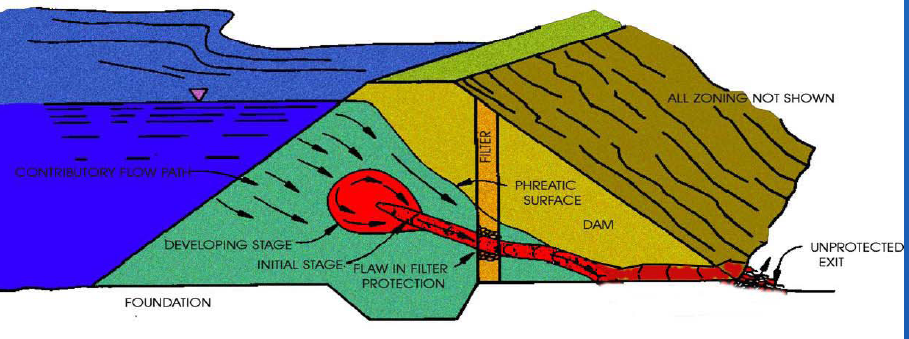 ALL ZONING NOT SHOWN
FILTER
CONTRIBUTORY FLOW PATH
PHREATIC
SURFACE
DAM
DEVELOPING STAGE
INITIAL STAGE
FLAW IN FILTER
PROTECTION
UNPROTECTED
EXIT
FOUNDATION